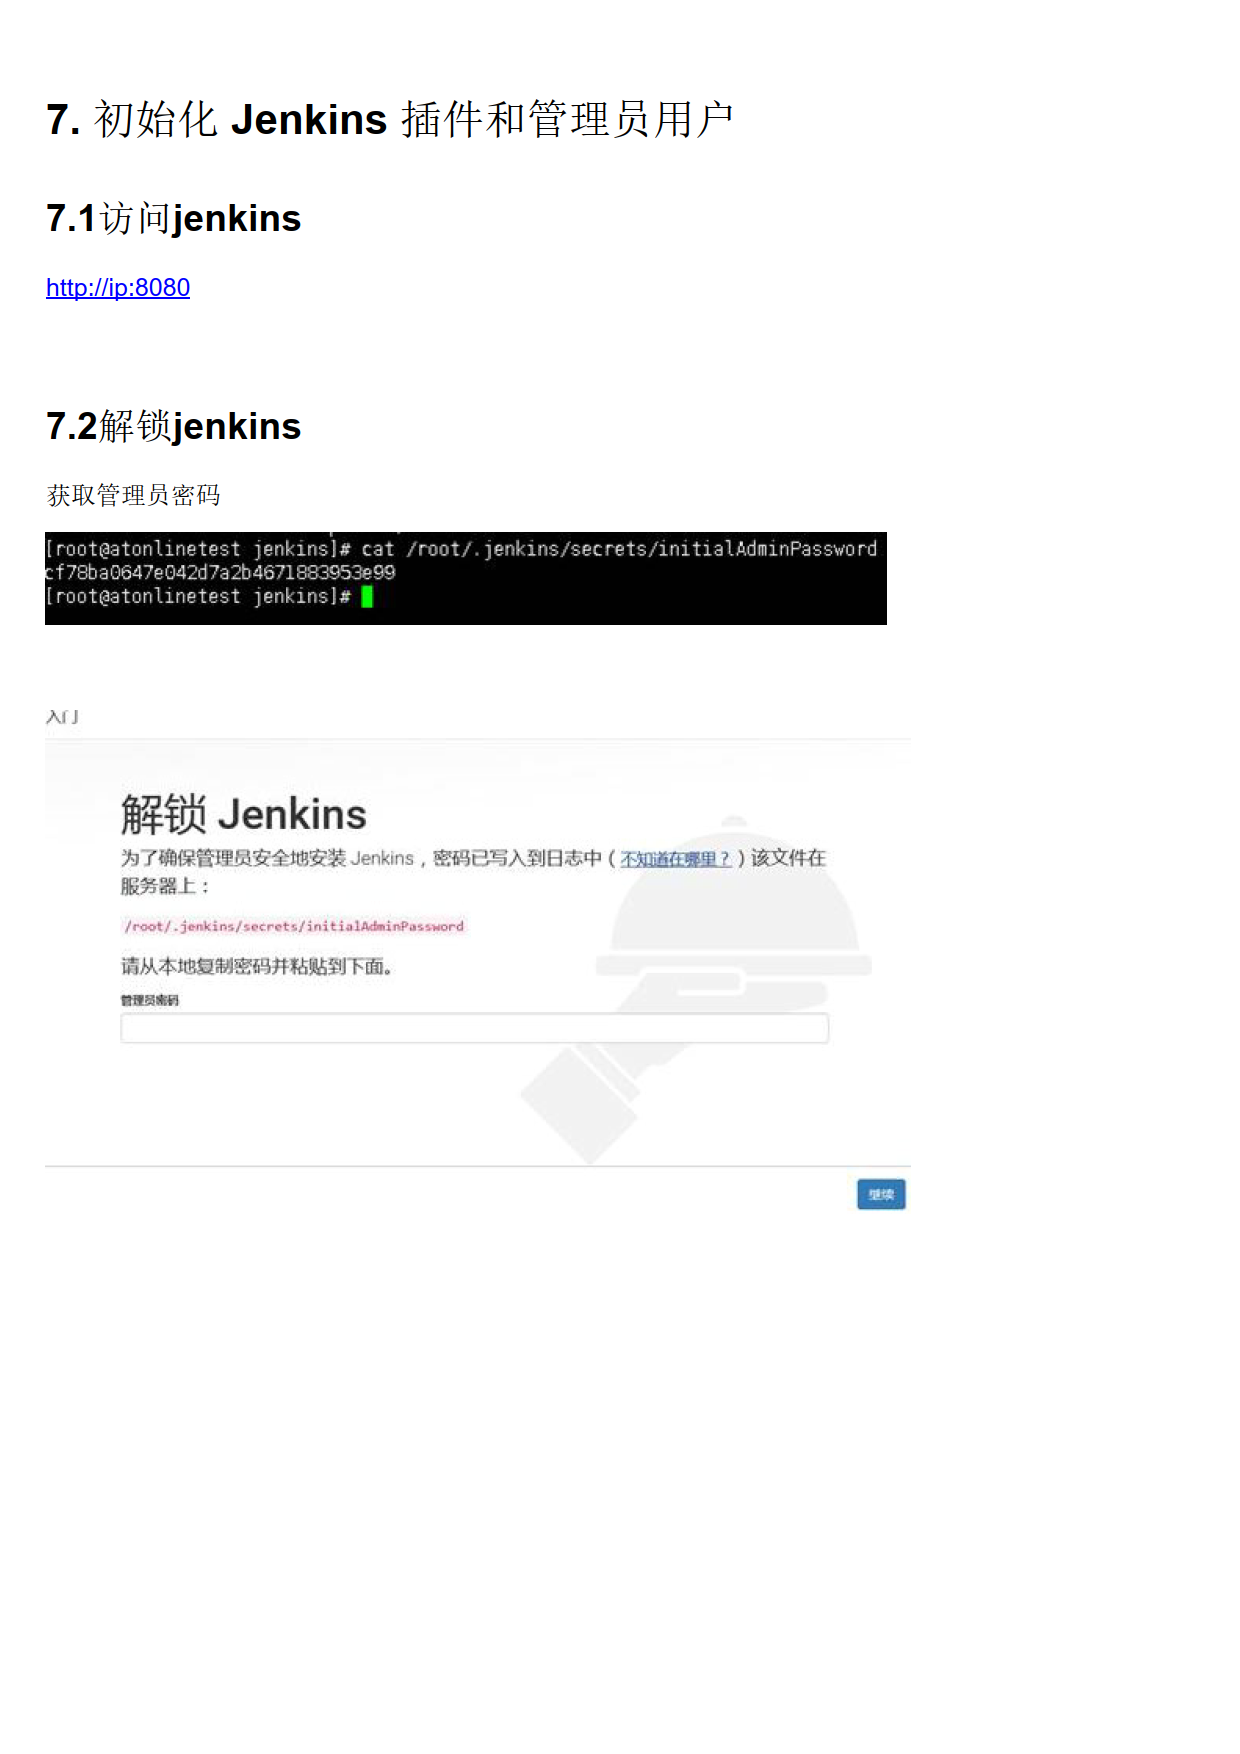 7. 初始化 Jenkins 插件和管理员用户
7.1访问jenkins
http://ip:8080
7.2解锁jenkins
获取管理员密码
[root@atonlinetest jenkins]# cat /root/.jenkins/secrets/initialAdminPassword
cf78ba0647e042d7a2b4671883953e99
[root@atonlinetest jenkins]#
入门
解锁 Jenkins
为了确保管理员安全地安装 Jenkins，密码已写入到日志中（不知道在哪里？）该文件在
服务器上：
/root/.jenkins/secrets/initialAdminPassword
请从本地复制密码并粘贴到下面。
管理员密码
继续